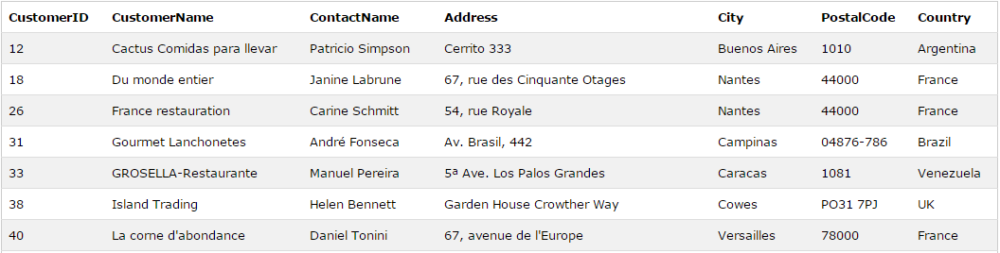 CustomerID CustomerName ContactName Address City PostalCode Country
12 Cactus Comidas para llevar Patricio Simpson Cerrito 333 Buenos Aires 1010 Argentina
18 Du monde entier Janine Labrune 67, rue des Cinquante Otages Nantes 44000 France
26 France restauration Carine Schmitt 54, rue Royale Nantes 44000 France
31 Gourmet Lanchonetes André Fonseca Av. Brasil, 442 Campinas 04876-786 Brazil
33 GROSELLA-Restaurante Manuel Pereira 5ª Ave. Los Palos Grandes Caracas 1081 Venezuela
38 Island Trading Helen Bennett Garden House Crowther Way Cowes PO31 7PJ UK
40 La corne d'abondance Daniel Tonini 67, avenue de l'Europe Versailles 78000 France